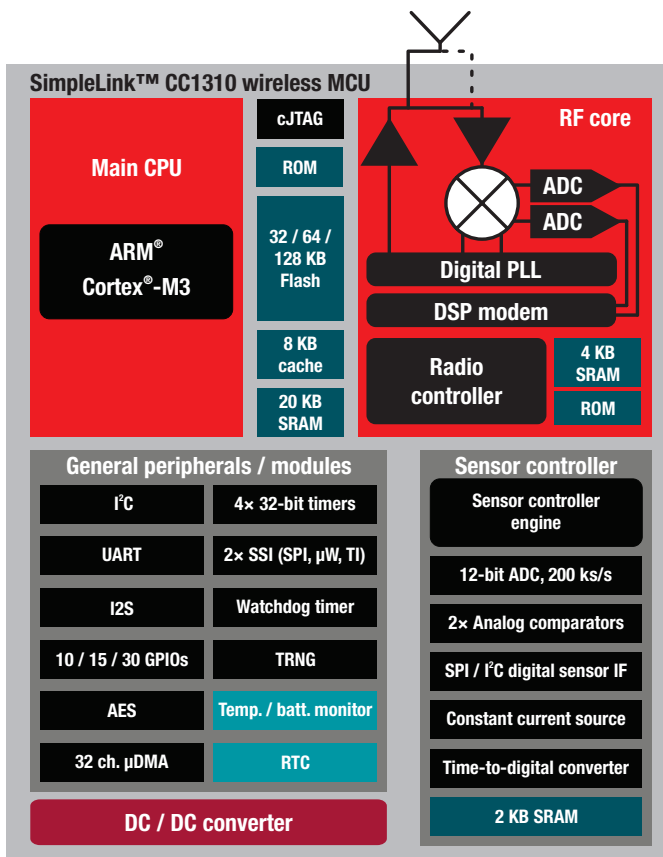 SimpleLink™ CC1310 wireless MCU
Main CPU
ARM®
Cortex®-M3
cJTAG
ROM
32 / 64 /
128 KB
Flash
8 KB
cache
20 KB
SRAM
RF core
ADC
ADC
Digital PLL
DSP modem
Radio
controller
4 KB
SRAM
ROM
General peripherals / modules
I²C
4× 32-bit timers
UART
2× SSI (SPI, µW, TI)
I2S
Watchdog timer
10 / 15 / 30 GPIOs
TRNG
AES
Temp. / batt. monitor
32 ch. µDMA
RTC
Sensor controller
Sensor controller
engine
12-bit ADC, 200 ks/s
2× Analog comparators
SPI / I²C digital sensor IF
Constant current source
Time-to-digital converter
2 KB SRAM
DC / DC converter